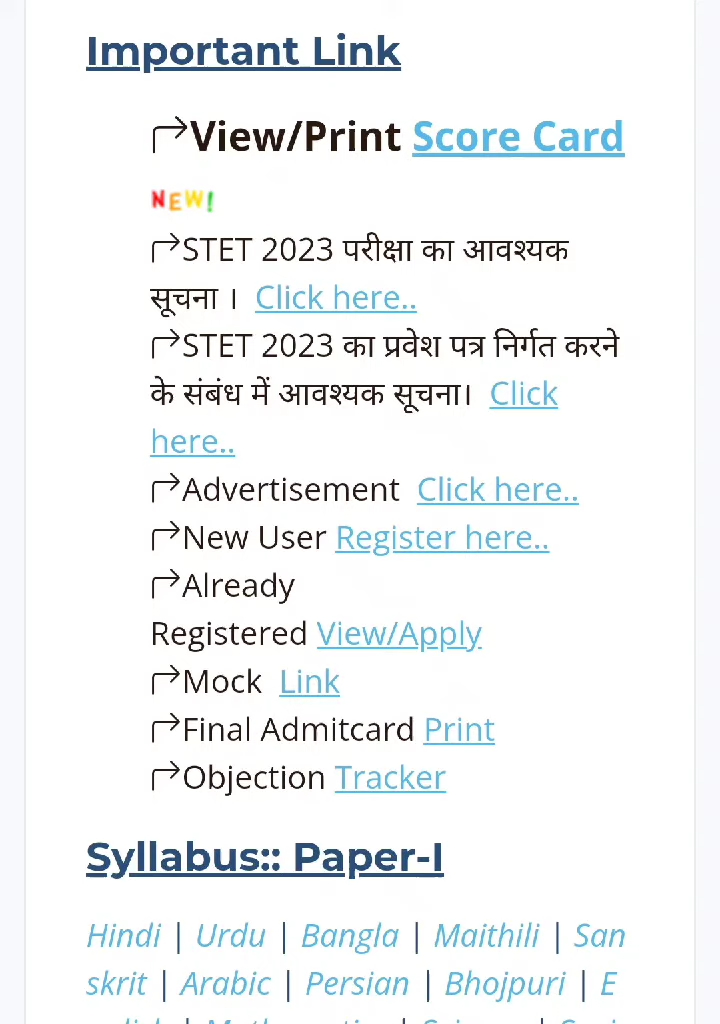 Important Link
View/Print Score Card
NEW!
STET 2023 परीक्षा का आवश्यक
सूचना । Click here..
STET 2023 का प्रवेश पत्र निर्गत करने
के संबंध में आवश्यक सूचना। Click
here..
Advertisement Click here..
New User Register here..
Already
Registered View/Apply
Mock Link
Final Admitcard Print
Objection Tracker
Syllabus:: Paper-I
Hindi | Urdu | Bangla | Maithili | San
skrit | Arabic | Persian | Bhojpuri | E